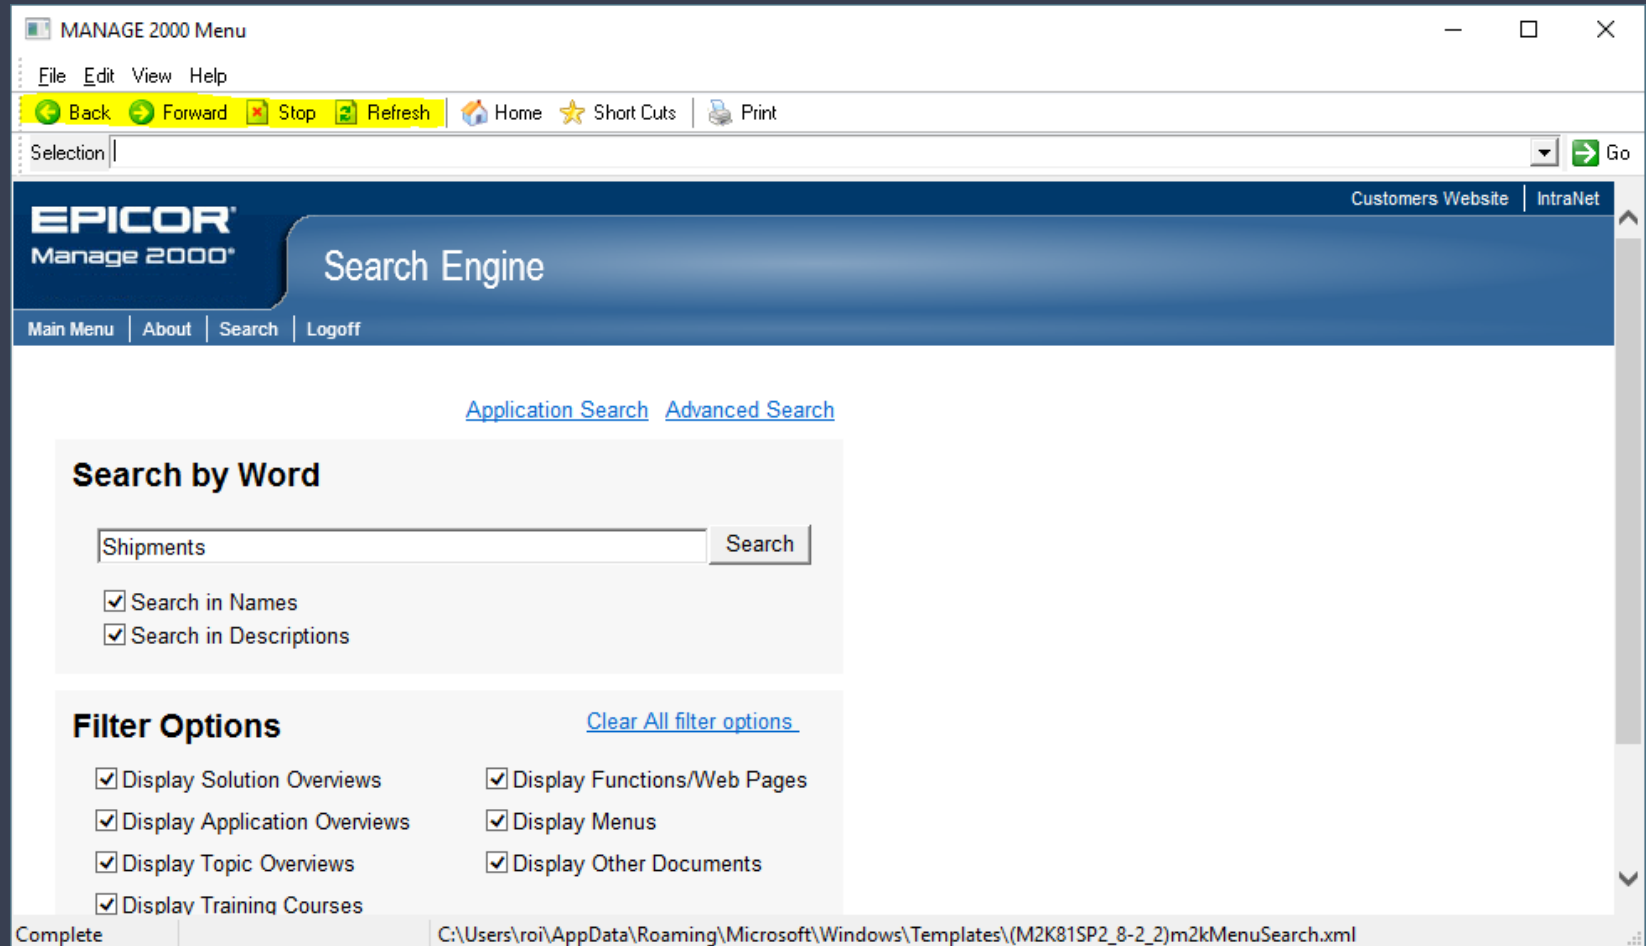 MANAGE 2000 Menu
File Edit View Help
Back Forward Stop Refresh Home Short Cuts Print
Selection Go
Customers Website IntraNet
EPICOR
Manage 2000®
Search Engine
Main Menu About Search Logoff
Application Search Advanced Search
Search by Word
Shipments Search
Search in Names
Search in Descriptions
Filter Options Clear All filter options
Display Solution Overviews Display Functions/Web Pages
Display Application Overviews Display Menus
Display Topic Overviews Display Other Documents
Display Training Courses
Complete C:\Users\roi\AppData\Roaming\Microsoft\Windows\Templates\(M2K81SP2_8-2_2)m2kMenuSearch.xml